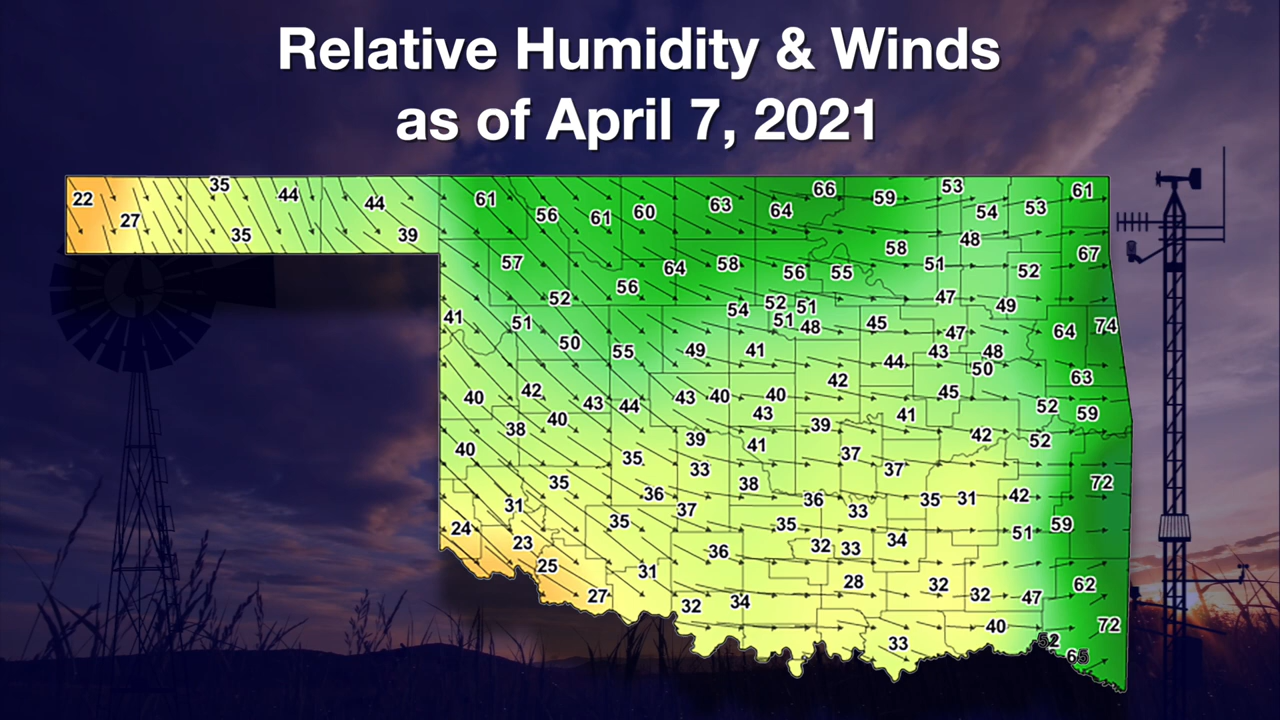 Relative Humidity & Winds
as of April 7, 2021
35 66 53
22 44 44 61 63 59 61
27 56 61 60 64 54 53
35 39 58 48
57 64 58 56 55 51 52 67
52 56 47
54 52 51 49
41 51 51 48 45 47 64 74
50 55 49 41 44 43 48
50
42 42 45 63
40 43 44 43 40 40 52
40 43 41 59
38 39 41 39 42 52
40 35 33 37 37
35 38 72
31 36 37 36 33 35 31 42
24 35 35 51 59
23 36 32 33 34
25 31 28 32 62
27 32 34 32 47
33 40 72
52
65